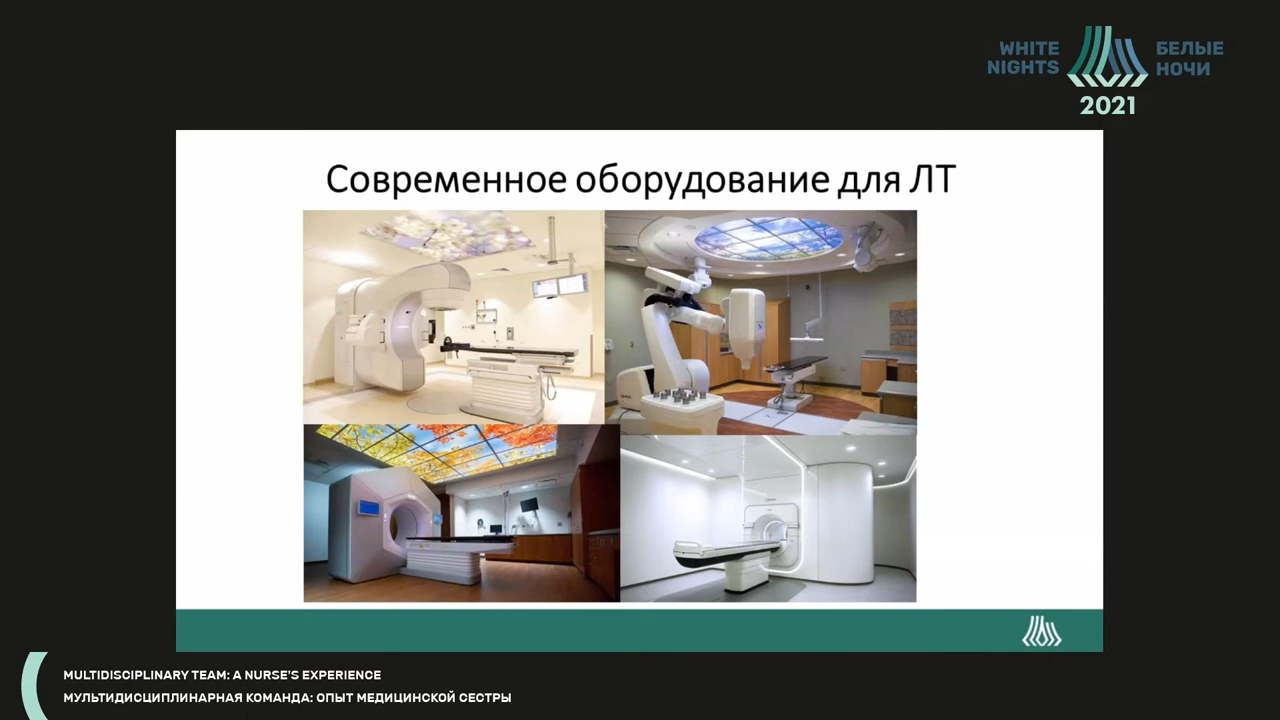 WHITE NIGHTS
БЕЛЫЕ НОЧИ
2021
Современное оборудование для ЛТ
MULTIDISCIPLINARY TEAM: A NURSE'S EXPERIENCE
МУЛЬТИДИСЦИПЛИНАРНАЯ КОМАНДА: ОПЫТ МЕДИЦИНСКОЙ СЕСТРЫ